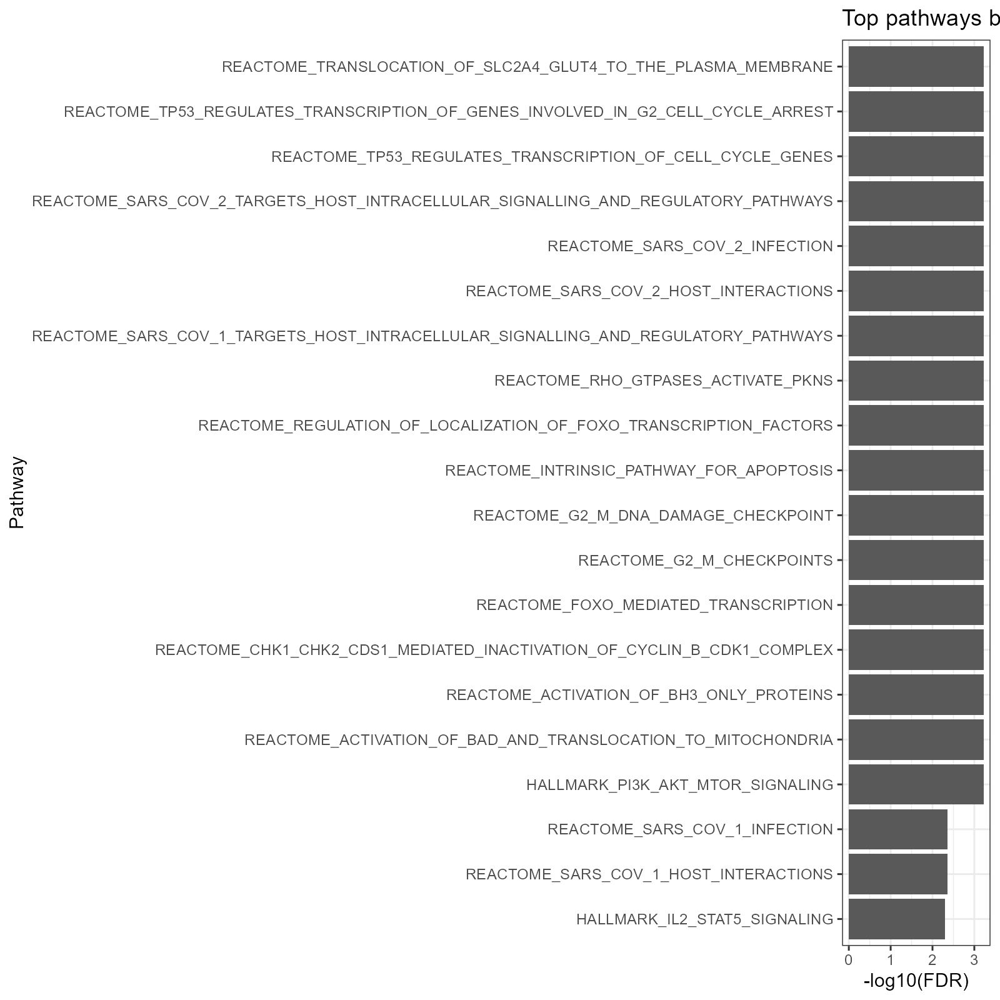 Top pathways b
REACTOME_TRANSLOCATION_OF_SLC2A4_GLUT4_TO_THE_PLASMA_MEMBRANE
REACTOME_TP53_REGULATES_TRANSCRIPTION_OF_GENES_INVOLVED_IN_G2_CELL_CYCLE_ARREST
REACTOME_TP53_REGULATES_TRANSCRIPTION_OF_CELL_CYCLE_GENES
REACTOME_SARS_COV_2_TARGETS_HOST_INTRACELLULAR_SIGNALLING_AND_REGULATORY_PATHWAYS
REACTOME_SARS_COV_2_INFECTION
REACTOME_SARS_COV_2_HOST_INTERACTIONS
REACTOME_SARS_COV_1_TARGETS_HOST_INTRACELLULAR_SIGNALLING_AND_REGULATORY_PATHWAYS
REACTOME_RHO_GTPASES_ACTIVATE_PKNS
REACTOME_REGULATION_OF_LOCALIZATION_OF_FOXO_TRANSCRIPTION_FACTORS
REACTOME_INTRINSIC_PATHWAY_FOR_APOPTOSIS
REACTOME_G2_M_DNA_DAMAGE_CHECKPOINT
REACTOME_G2_M_CHECKPOINTS
REACTOME_FOXO_MEDIATED_TRANSCRIPTION
REACTOME_CHK1_CHK2_CDS1_MEDIATED_INACTIVATION_OF_CYCLIN_B_CDK1_COMPLEX
REACTOME_ACTIVATION_OF_BH3_ONLY_PROTEINS
REACTOME_ACTIVATION_OF_BAD_AND_TRANSLOCATION_TO_MITOCHONDRIA
HALLMARK_PI3K_AKT_MTOR_SIGNALING
REACTOME_SARS_COV_1_INFECTION
REACTOME_SARS_COV_1_HOST_INTERACTIONS
HALLMARK_IL2_STAT5_SIGNALING
Pathway
0 1 2 3
-log10(FDR)